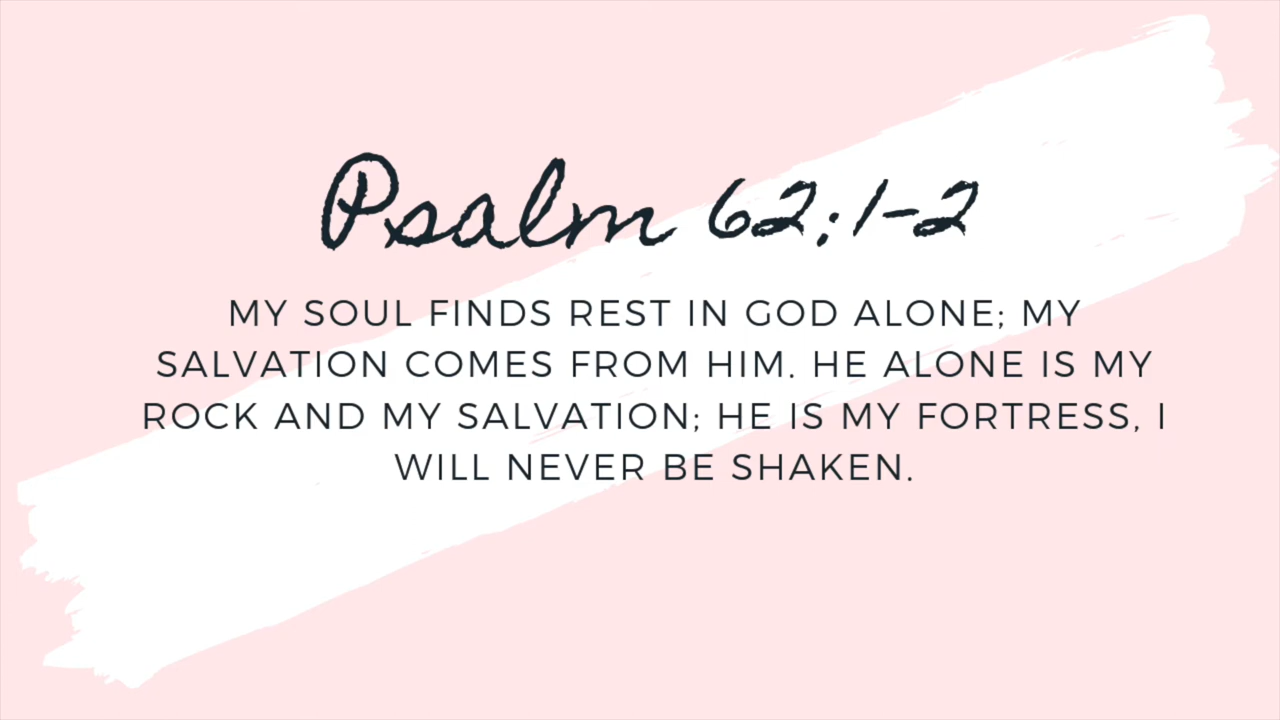 Psalm 62:1-2
MY SOUL FINDS REST IN GOD ALONE; MY
SALVATION COMES FROM HIM. HE ALONE IS MY
ROCK AND MY SALVATION; HE IS MY FORTRESS, I
WILL NEVER BE SHAKEN.